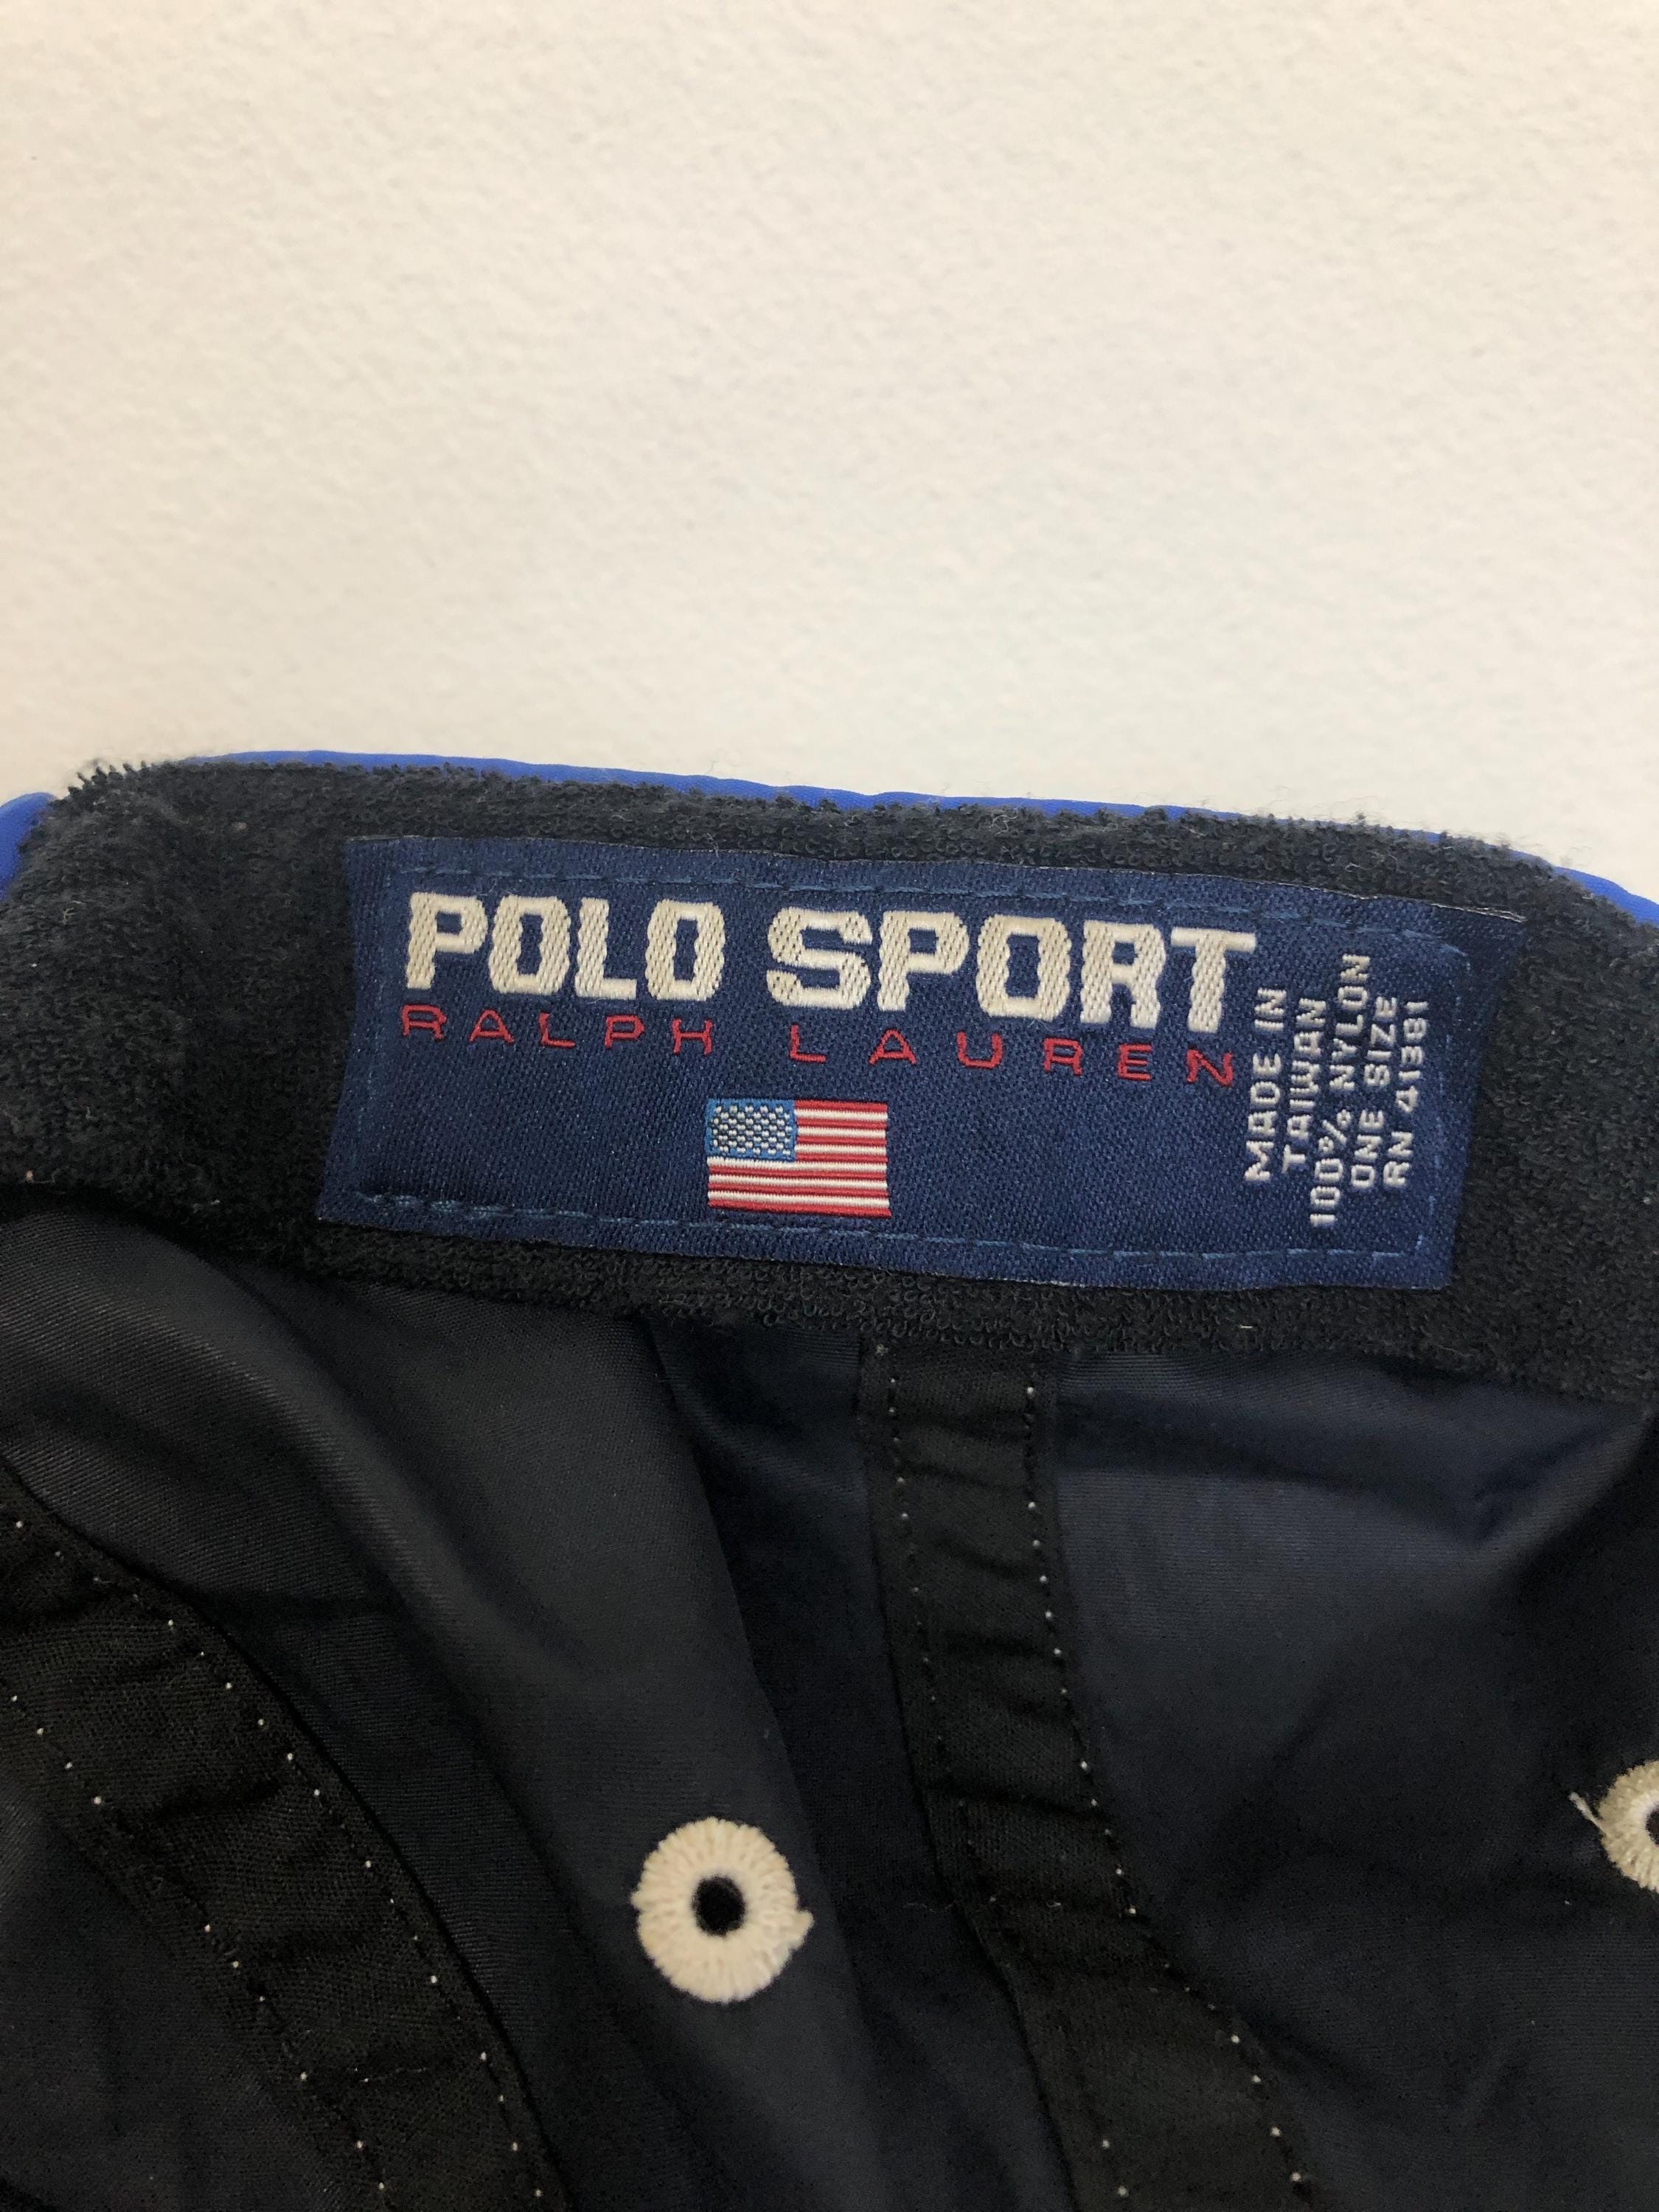 POLO SPORT
RALPH LAUREN
MADE IN
TAIWAN
100% NYLON
ONE SIZE
RN 41381